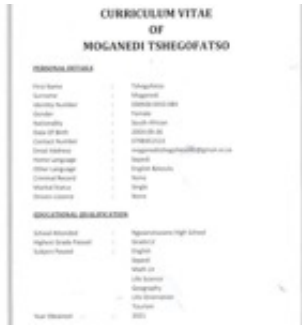 CURRICULUM VITAE
OF
MOGANEDI TSHEGOFATSO
PERSONAL DETAILS
First Name : Tshegofatso
Surname : Moganedi
Identity Number :
Gender : Female
Nationality : South African
Date Of Birth :
Contact Number :
Email Address :
Home Language : Sepedi
Other Language : English
Criminal Record : None
Marital Status : Single
Drivers Licence : None
EDUCATIONAL QUALIFICATION
School Attended : High School
Highest Grade Passed : Grade12
Subject Passed : English
Sepedi
Math Lit
Life Science
Geography
Life Orientation
Tourism
Year Obtained : 2021